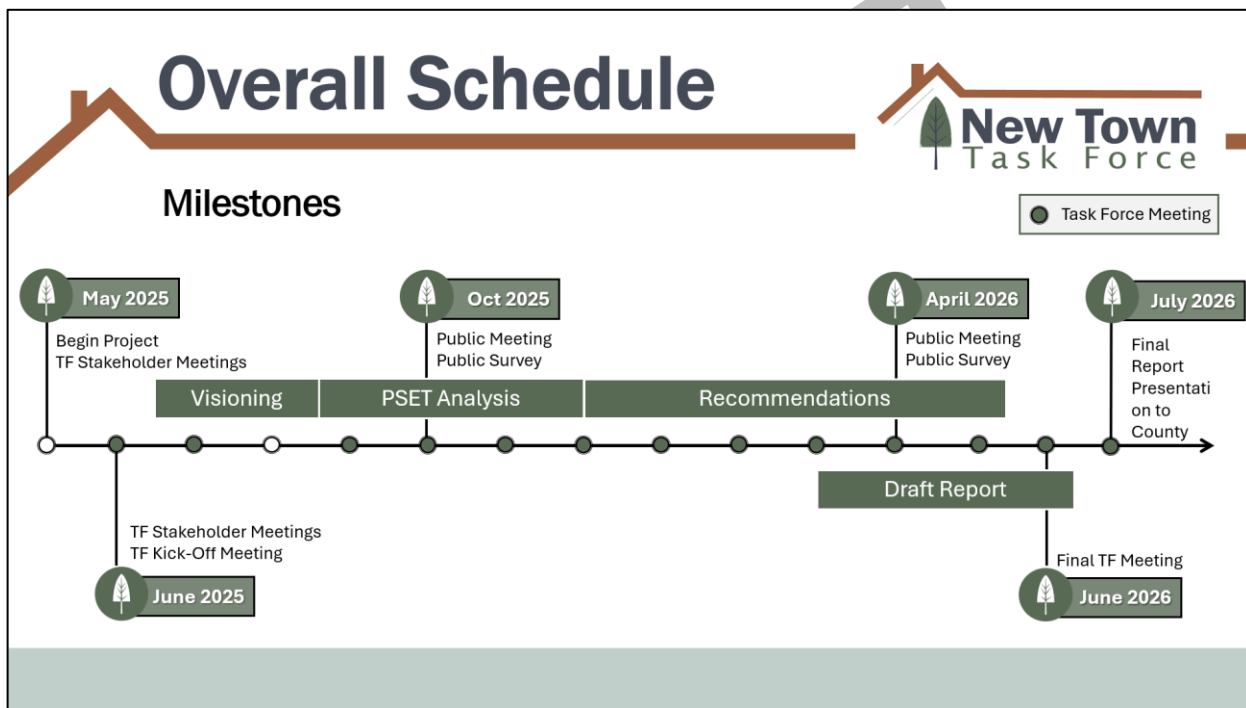 Overall Schedule
New Town
Task Force
Milestones
Task Force Meeting
May 2025
Oct 2025
April 2026
July 2026
Begin Project
TF Stakeholder Meetings
Public Meeting
Public Survey
Public Meeting
Public Survey
Final
Report
Presentati
on to
County
Visioning
PSET Analysis
Recommendations
Draft Report
TF Stakeholder Meetings
TF Kick-Off Meeting
Final TF Meeting
June 2025
June 2026